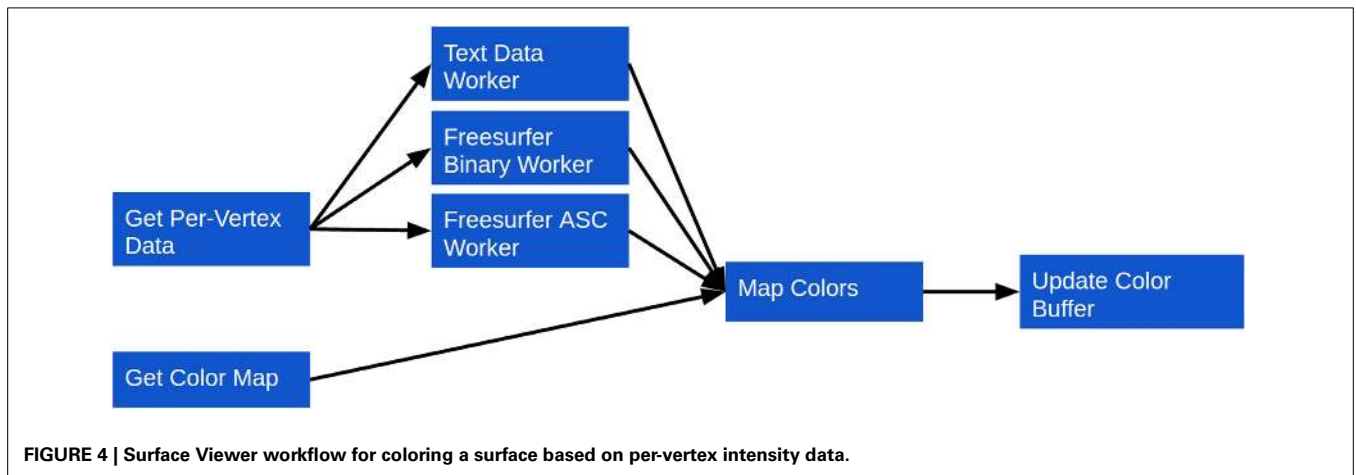 Text Data
Worker
Freesurfer
Binary Worker
Get Per-Vertex
Data
Freesurfer ASC
Worker
Map Colors
Update Color
Buffer
Get Color Map
FIGURE 4 | Surface Viewer workflow for coloring a surface based on per-vertex intensity data.